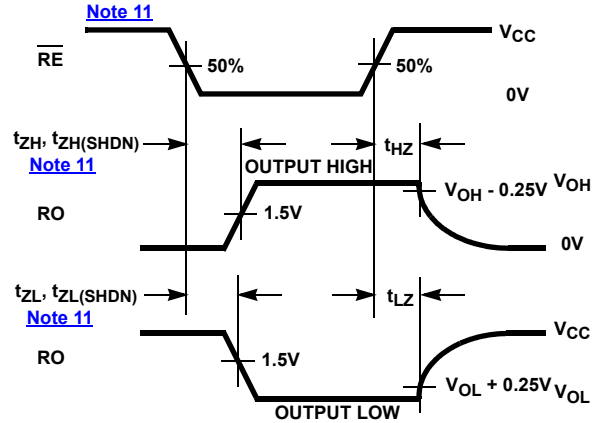 Note 11
VCC
RE
50%
50%
0V
tZH, tZH(SHDN)
Note 11
tHZ
OUTPUT HIGH
VOH - 0.25V VOH
RO
1.5V
0V
tZL, tZL(SHDN)
Note 11
tLZ
VCC
RO
1.5V
VOL + 0.25V VOL
OUTPUT LOW